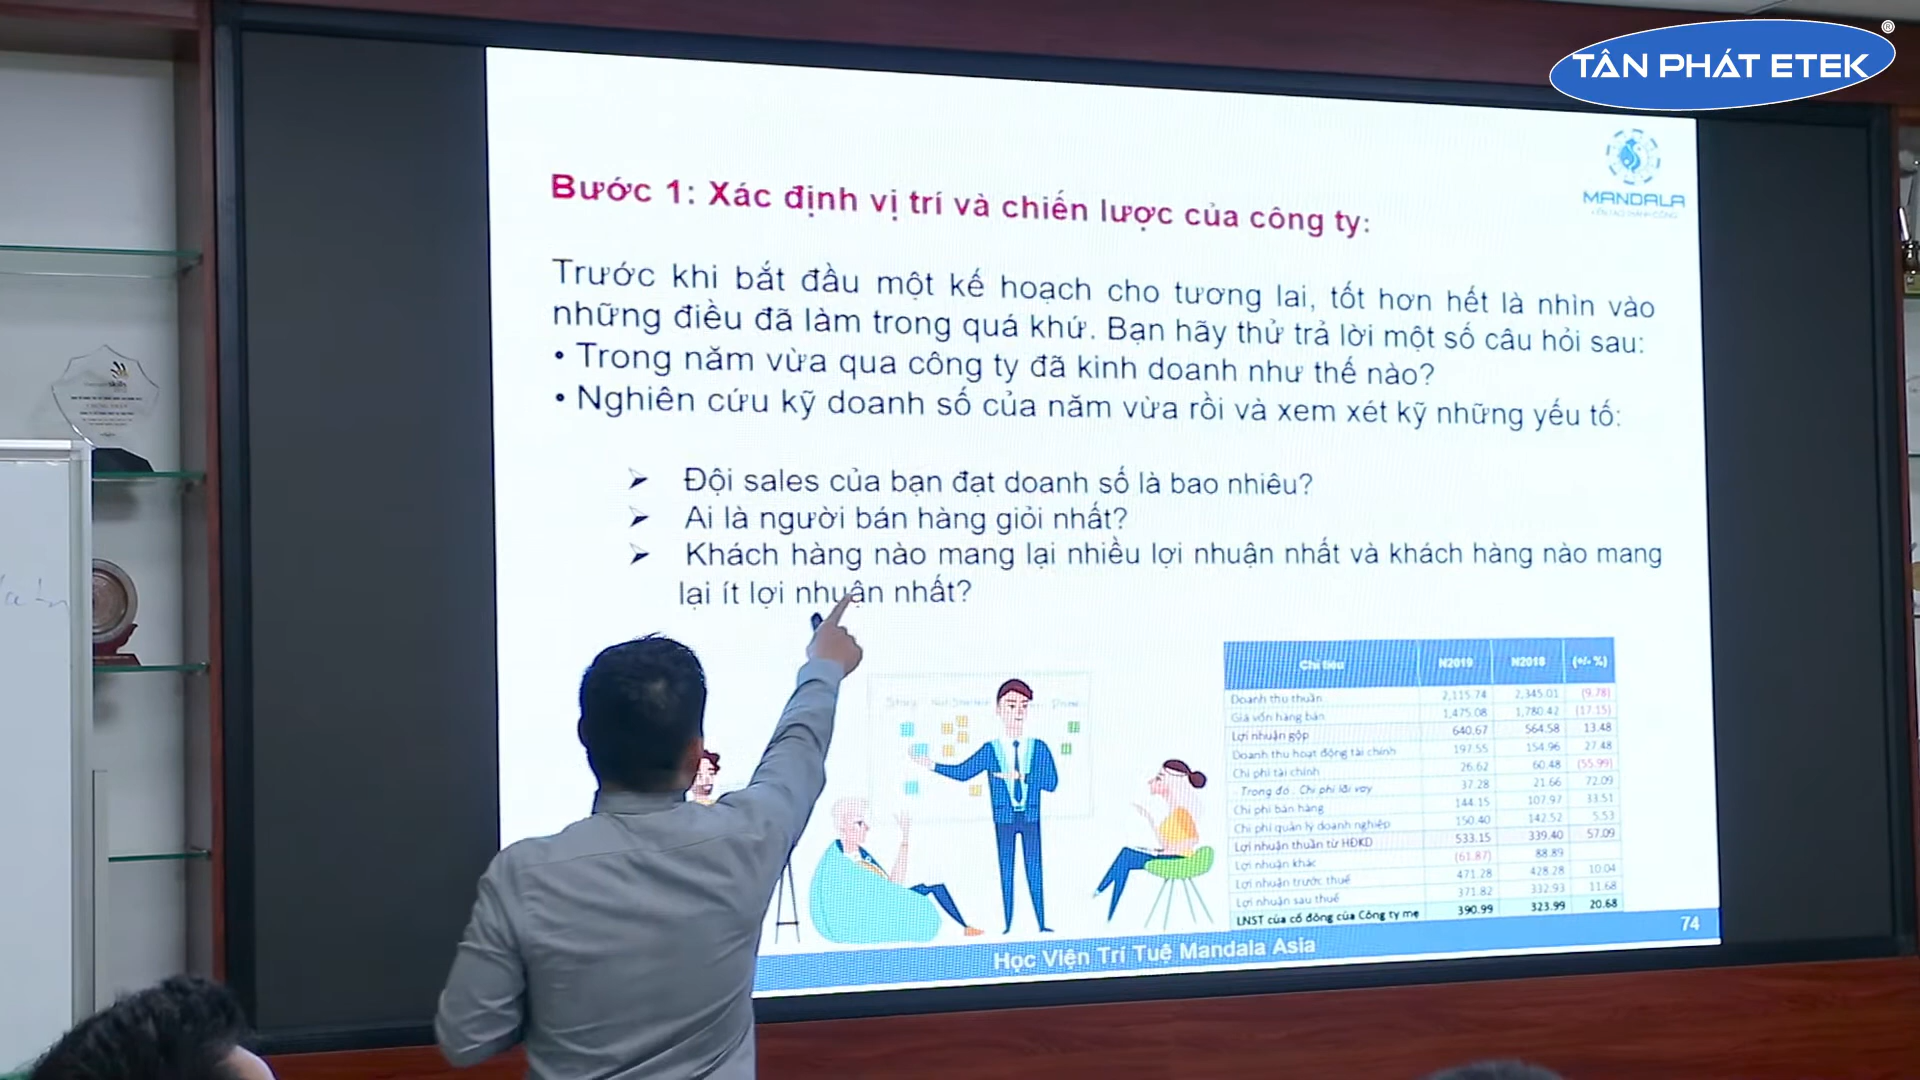 TÂN PHÁT ETEK
®
MANDALA
Bước 1: Xác định vị trí và chiến lược của công ty:
Trước khi bắt đầu một kế hoạch cho tương lai, tốt hơn hết là nhìn vào
những điều đã làm trong quá khứ. Bạn hãy thử trả lời một số câu hỏi sau:
• Trong năm vừa qua công ty đã kinh doanh như thế nào?
• Nghiên cứu kỹ doanh số của năm vừa rồi và xem xét kỹ những yếu tố:
➢ Đội sales của bạn đạt doanh số là bao nhiêu?
➢ Ai là người bán hàng giỏi nhất?
➢ Khách hàng nào mang lại nhiều lợi nhuận nhất và khách hàng nào mang
lại ít lợi nhuận nhất?
Chỉ tiêu N2019 N2018 (+/- %)
Doanh thu thuần 2,115.74 2,345.01 (9.78)
Giá vốn hàng bán 1,475.08 1,780.42 (17.15)
Lợi nhuận gộp 640.67 564.58 13.48
Doanh thu hoạt động tài chính 197.55 154.96 27.48
Chi phí tài chính 26.62 60.48 (55.99)
- Trong đó: Chi phí lãi vay 37.28 21.66 72.09
Chi phí bán hàng 144.15 107.97 33.51
Chi phí quản lý doanh nghiệp 150.40 142.52 5.53
Lợi nhuận thuần từ HĐKD 533.15 339.40 57.09
Lợi nhuận khác (61.87) 88.89
Lợi nhuận trước thuế 471.28 428.28 10.04
Lợi nhuận sau thuế 371.82 332.93 11.68
LNST của cổ đông của Công ty mẹ 390.99 323.99 20.68
74
Học Viện Trí Tuệ Mandala Asia